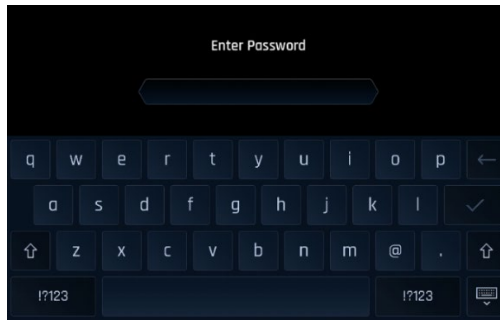 Enter Password
q w e r t y u i o p
a s d f g h j k l
z x c v b n m @ .
!?123 !?123